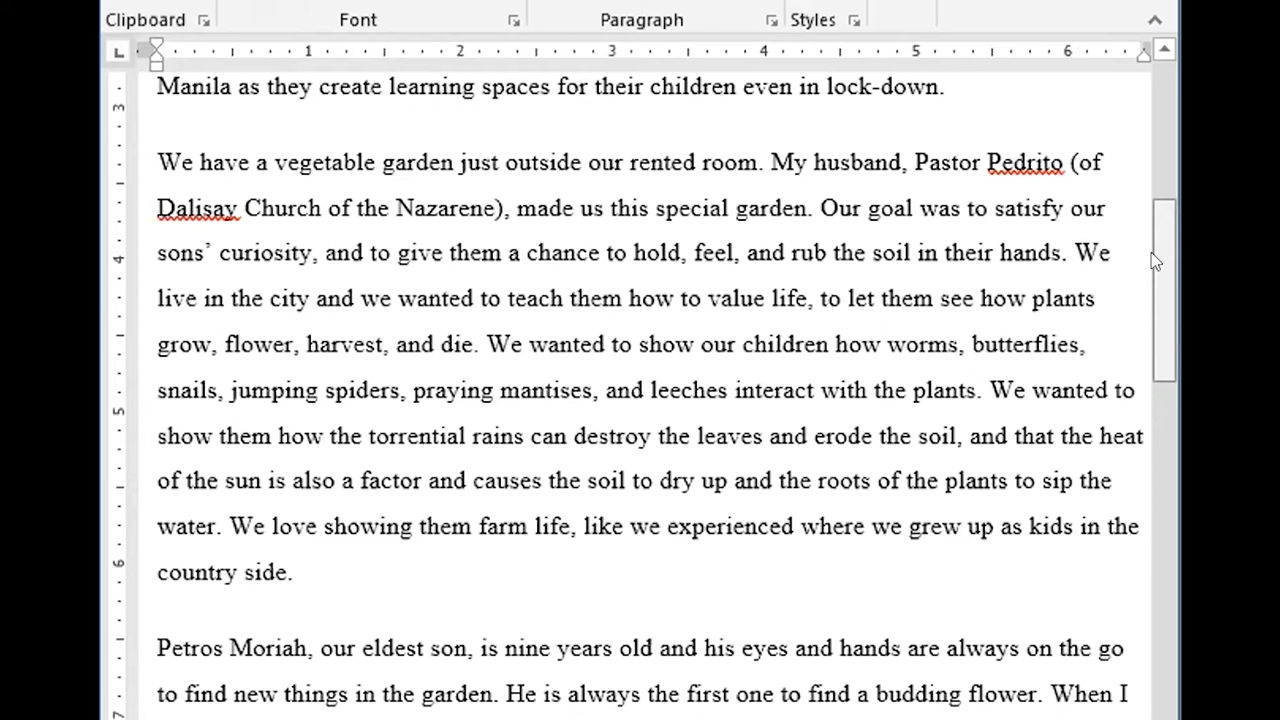 Clipboard Font Paragraph Styles
1 2 3 4 5 6
3
Manila as they create learning spaces for their children even in lock-down.
We have a vegetable garden just outside our rented room. My husband, Pastor Pedrito (of
Dalisay Church of the Nazarene), made us this special garden. Our goal was to satisfy our
4
sons’ curiosity, and to give them a chance to hold, feel, and rub the soil in their hands. We
live in the city and we wanted to teach them how to value life, to let them see how plants
grow, flower, harvest, and die. We wanted to show our children how worms, butterflies,
snails, jumping spiders, praying mantises, and leeches interact with the plants. We wanted to
5
show them how the torrential rains can destroy the leaves and erode the soil, and that the heat
of the sun is also a factor and causes the soil to dry up and the roots of the plants to sip the
water. We love showing them farm life, like we experienced where we grew up as kids in the
6
country side.
Petros Moriah, our eldest son, is nine years old and his eyes and hands are always on the go
to find new things in the garden. He is always the first one to find a budding flower. When I
7